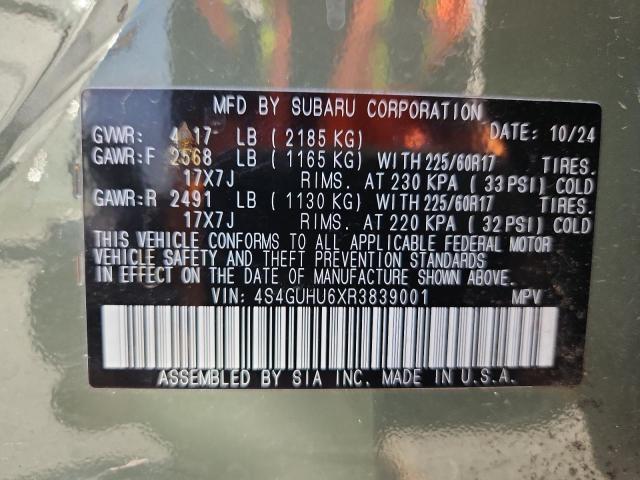 MFD BY SUBARU CORPORATION
GVWR: LB (2185 KG) DATE: 10/24
GAWR:F 2568 LB (1165 KG) WITH 225/60R17 TIRES.
17X7J RIMS. AT 230 KPA (33 PSI) COLD
GAWR:R 2491 LB (1130 KG) WITH 225/60R17 TIRES.
17X7J RIMS. AT 220 KPA (32 PSI) COLD
THIS VEHICLE CONFORMS TO ALL APPLICABLE FEDERAL MOTOR
VEHICLE SAFETY AND THEFT PREVENTION STANDARDS
IN EFFECT ON THE DATE OF MANUFACTURE SHOWN ABOVE.
VIN: 4S4GUHU6XR3839001 MPV
ASSEMBLED BY SIA INC. MADE IN U.S.A.